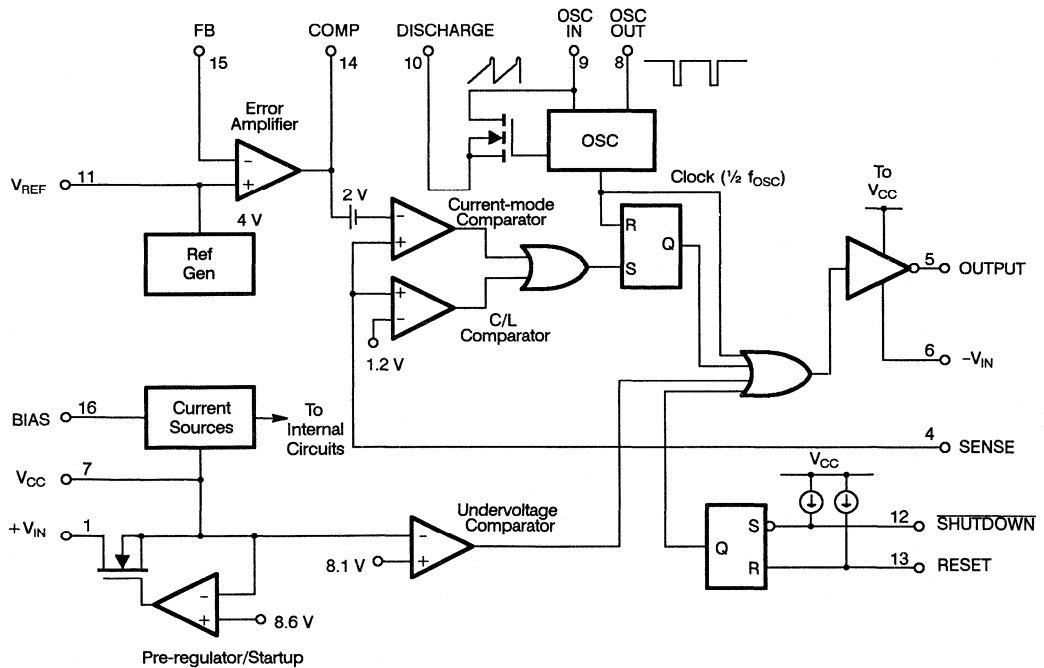 FB
COMP
DISCHARGE
OSC
IN
OSC
OUT
15
14
10
9
8
Error
Amplifier
−
+
OSC
VREF
11
4 V
2 V
Ref
Gen
Current-mode
Comparator
−
+
Clock (½ fOSC)
To
VCC
R
Q
S
5
OUTPUT
+
−
C/L
Comparator
1.2 V
6
−VIN
BIAS
16
Current
Sources
To
Internal
Circuits
4
SENSE
VCC
7
VCC
+VIN
1
Undervoltage
Comparator
−
+
8.1 V
S
Q
R
12
SHUTDOWN
13
RESET
−
+
8.6 V
Pre-regulator/Startup